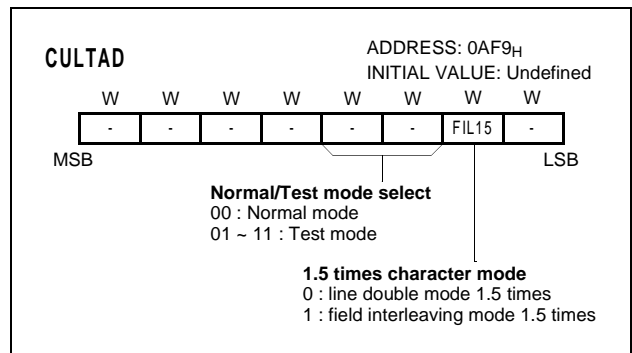 CULTAD
ADDRESS: 0AF9H
INITIAL VALUE: Undefined
W W W W W W W W
- - - - - - FIL15 -
MSB LSB
Normal/Test mode select
00 : Normal mode
01 ~ 11 : Test mode
1.5 times character mode
0 : line double mode 1.5 times
1 : field interleaving mode 1.5 times